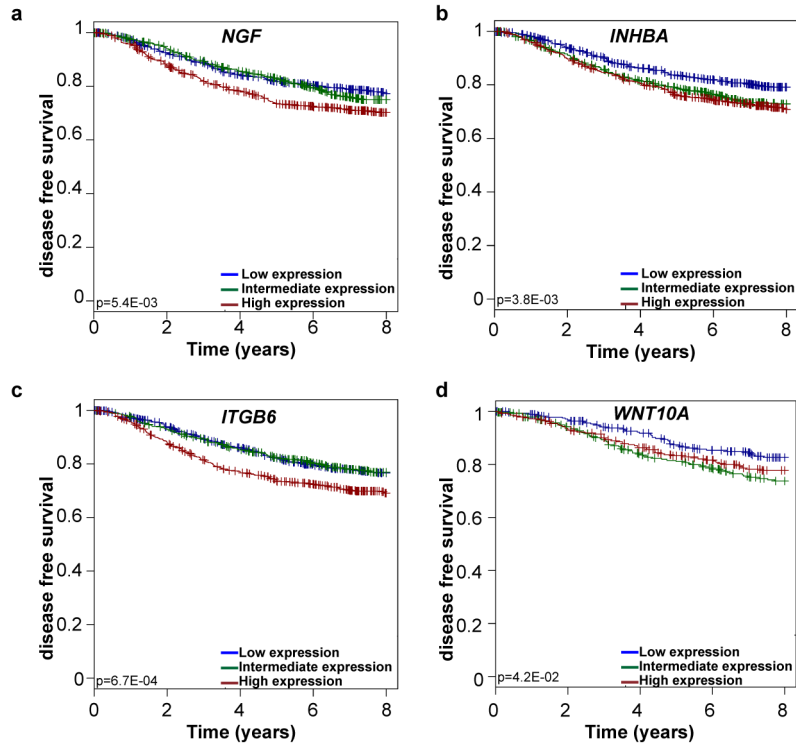 a
NGF
1
0.8
0.6
0.4
0.2
0
disease free survival
Low expression
Intermediate expression
High expression
p=5.4E-03
0 2 4 6 8
Time (years)
b
INHBA
1
0.8
0.6
0.4
0.2
0
disease free survival
Low expression
Intermediate expression
High expression
p=3.8E-03
0 2 4 6 8
Time (years)
c
ITGB6
1
0.8
0.6
0.4
0.2
0
disease free survival
Low expression
Intermediate expression
High expression
p=6.7E-04
0 2 4 6 8
Time (years)
d
WNT10A
1
0.8
0.6
0.4
0.2
0
disease free survival
Low expression
Intermediate expression
High expression
p=4.2E-02
0 2 4 6 8
Time (years)